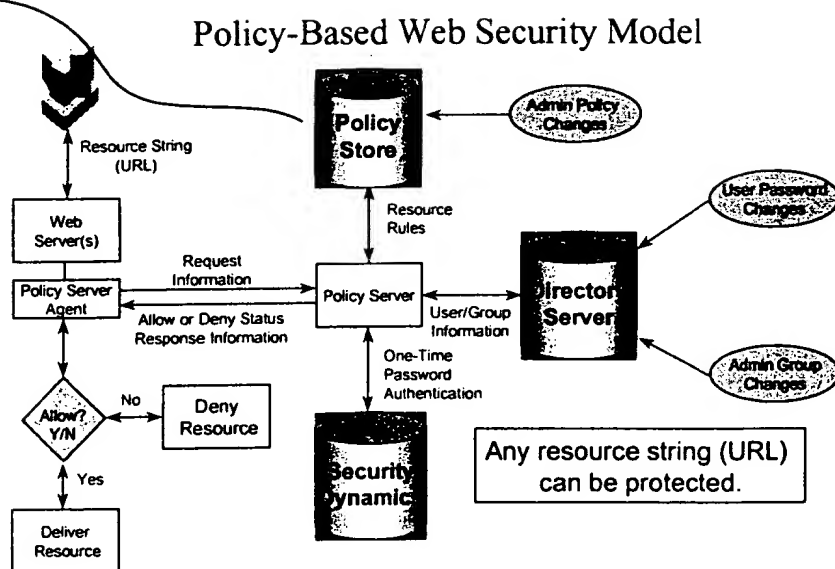 Policy-Based Web Security Model
Resource String
(URL)
Web
Server(s)
Policy Server
Agent
Request
Information
Allow or Deny Status
Response Information
Allow?
Y/N
No
Deny
Resource
Yes
Deliver
Resource
Policy
Store
Admin Policy
Changes
Resource
Rules
Policy Server
User/Group
Information
Director
Server
User Password
Changes
Admin Group
Changes
One-Time
Password
Authentication
Security
Dynamic
Any resource string (URL)
can be protected.